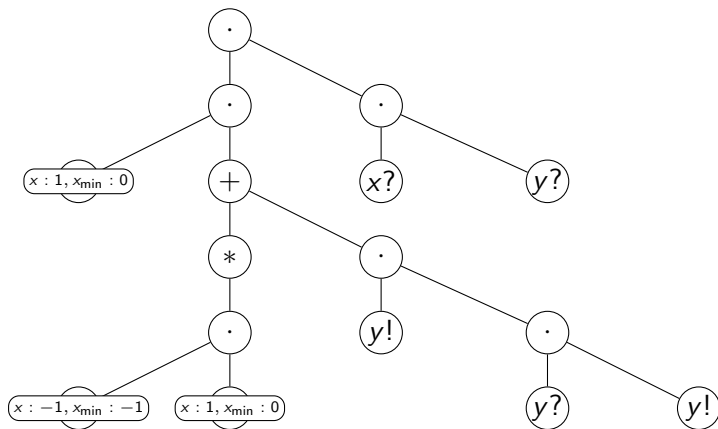 ·
· ·
x : 1, x_min : 0 + x? y?
* ·
· y! ·
x : −1, x_min : −1 x : 1, x_min : 0 y? y!